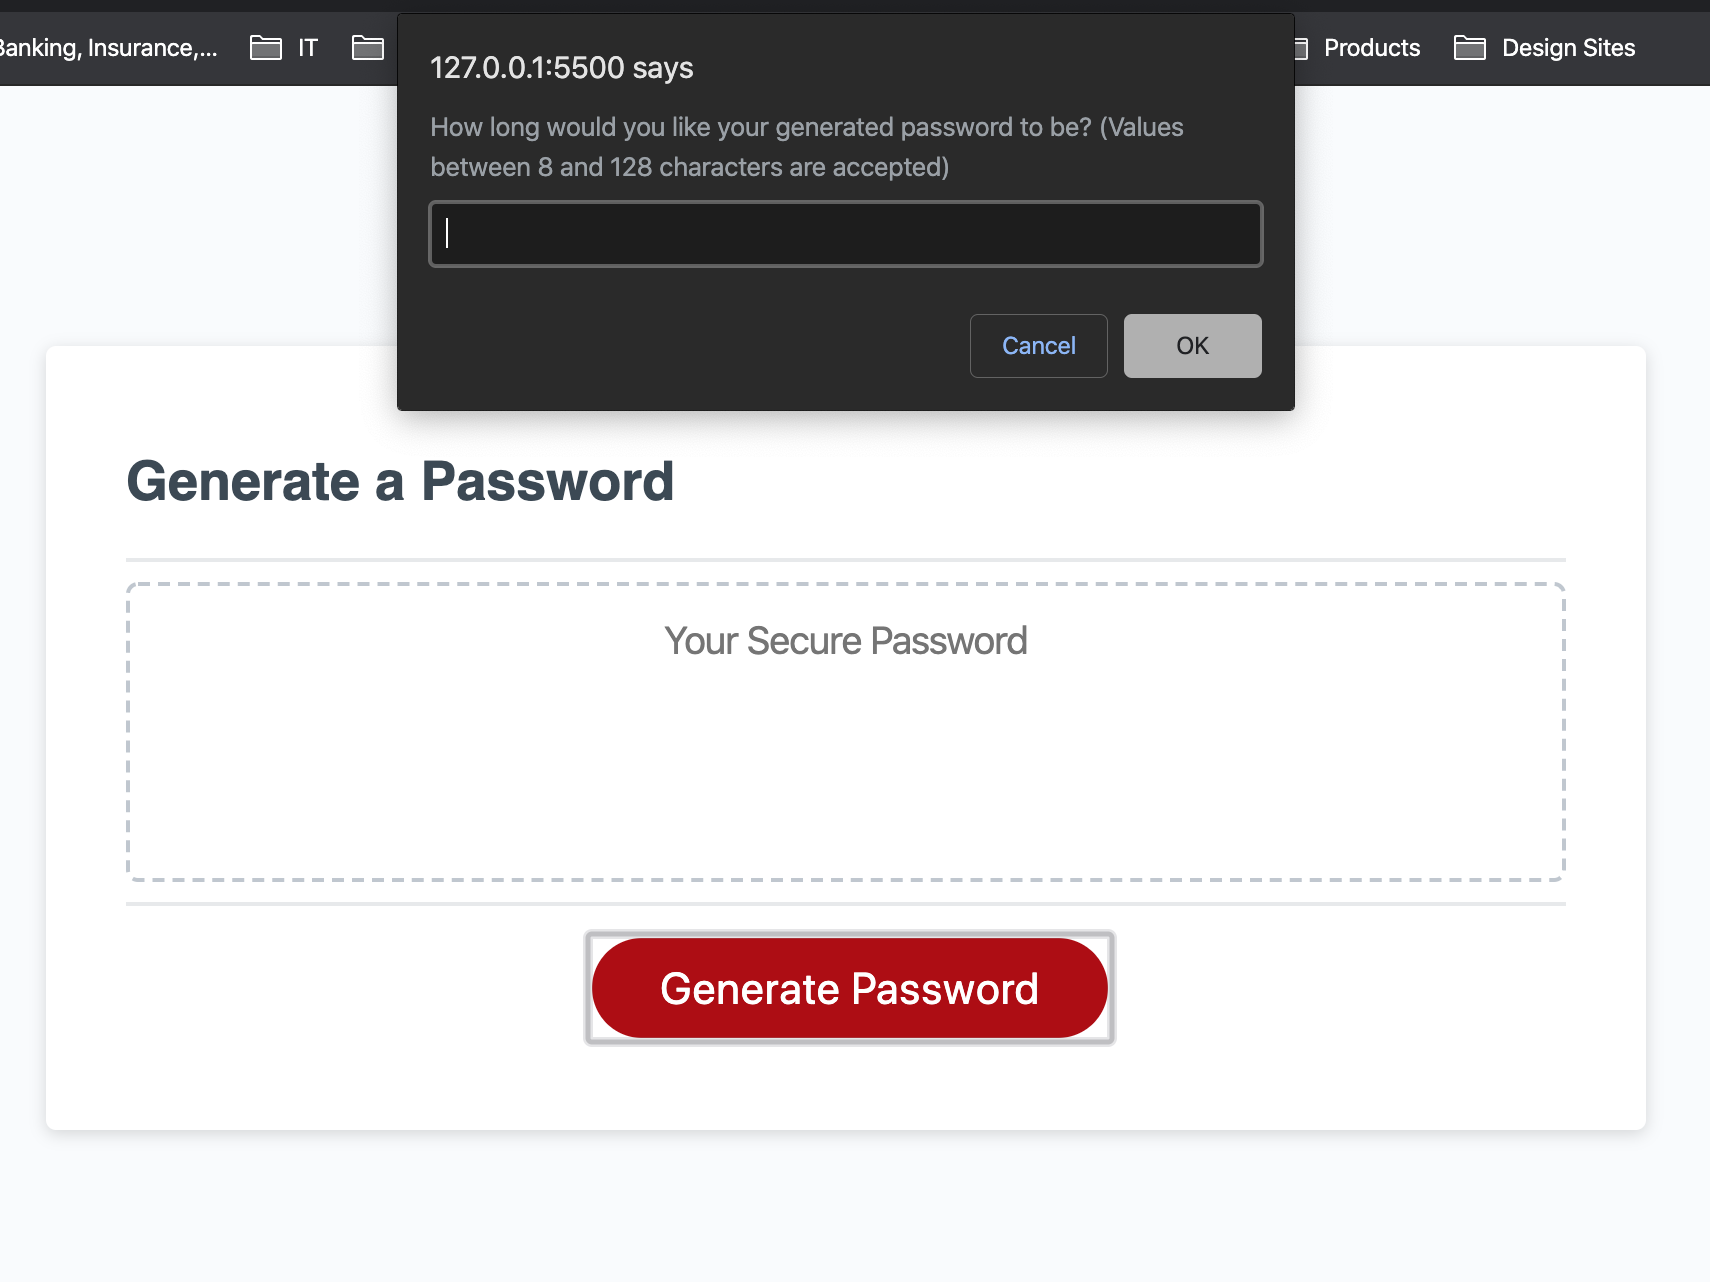 Banking, Insurance,...
IT
Products
Design Sites
127.0.0.1:5500 says
How long would you like your generated password to be? (Values
between 8 and 128 characters are accepted)
Cancel
OK
Generate a Password
Your Secure Password
Generate Password